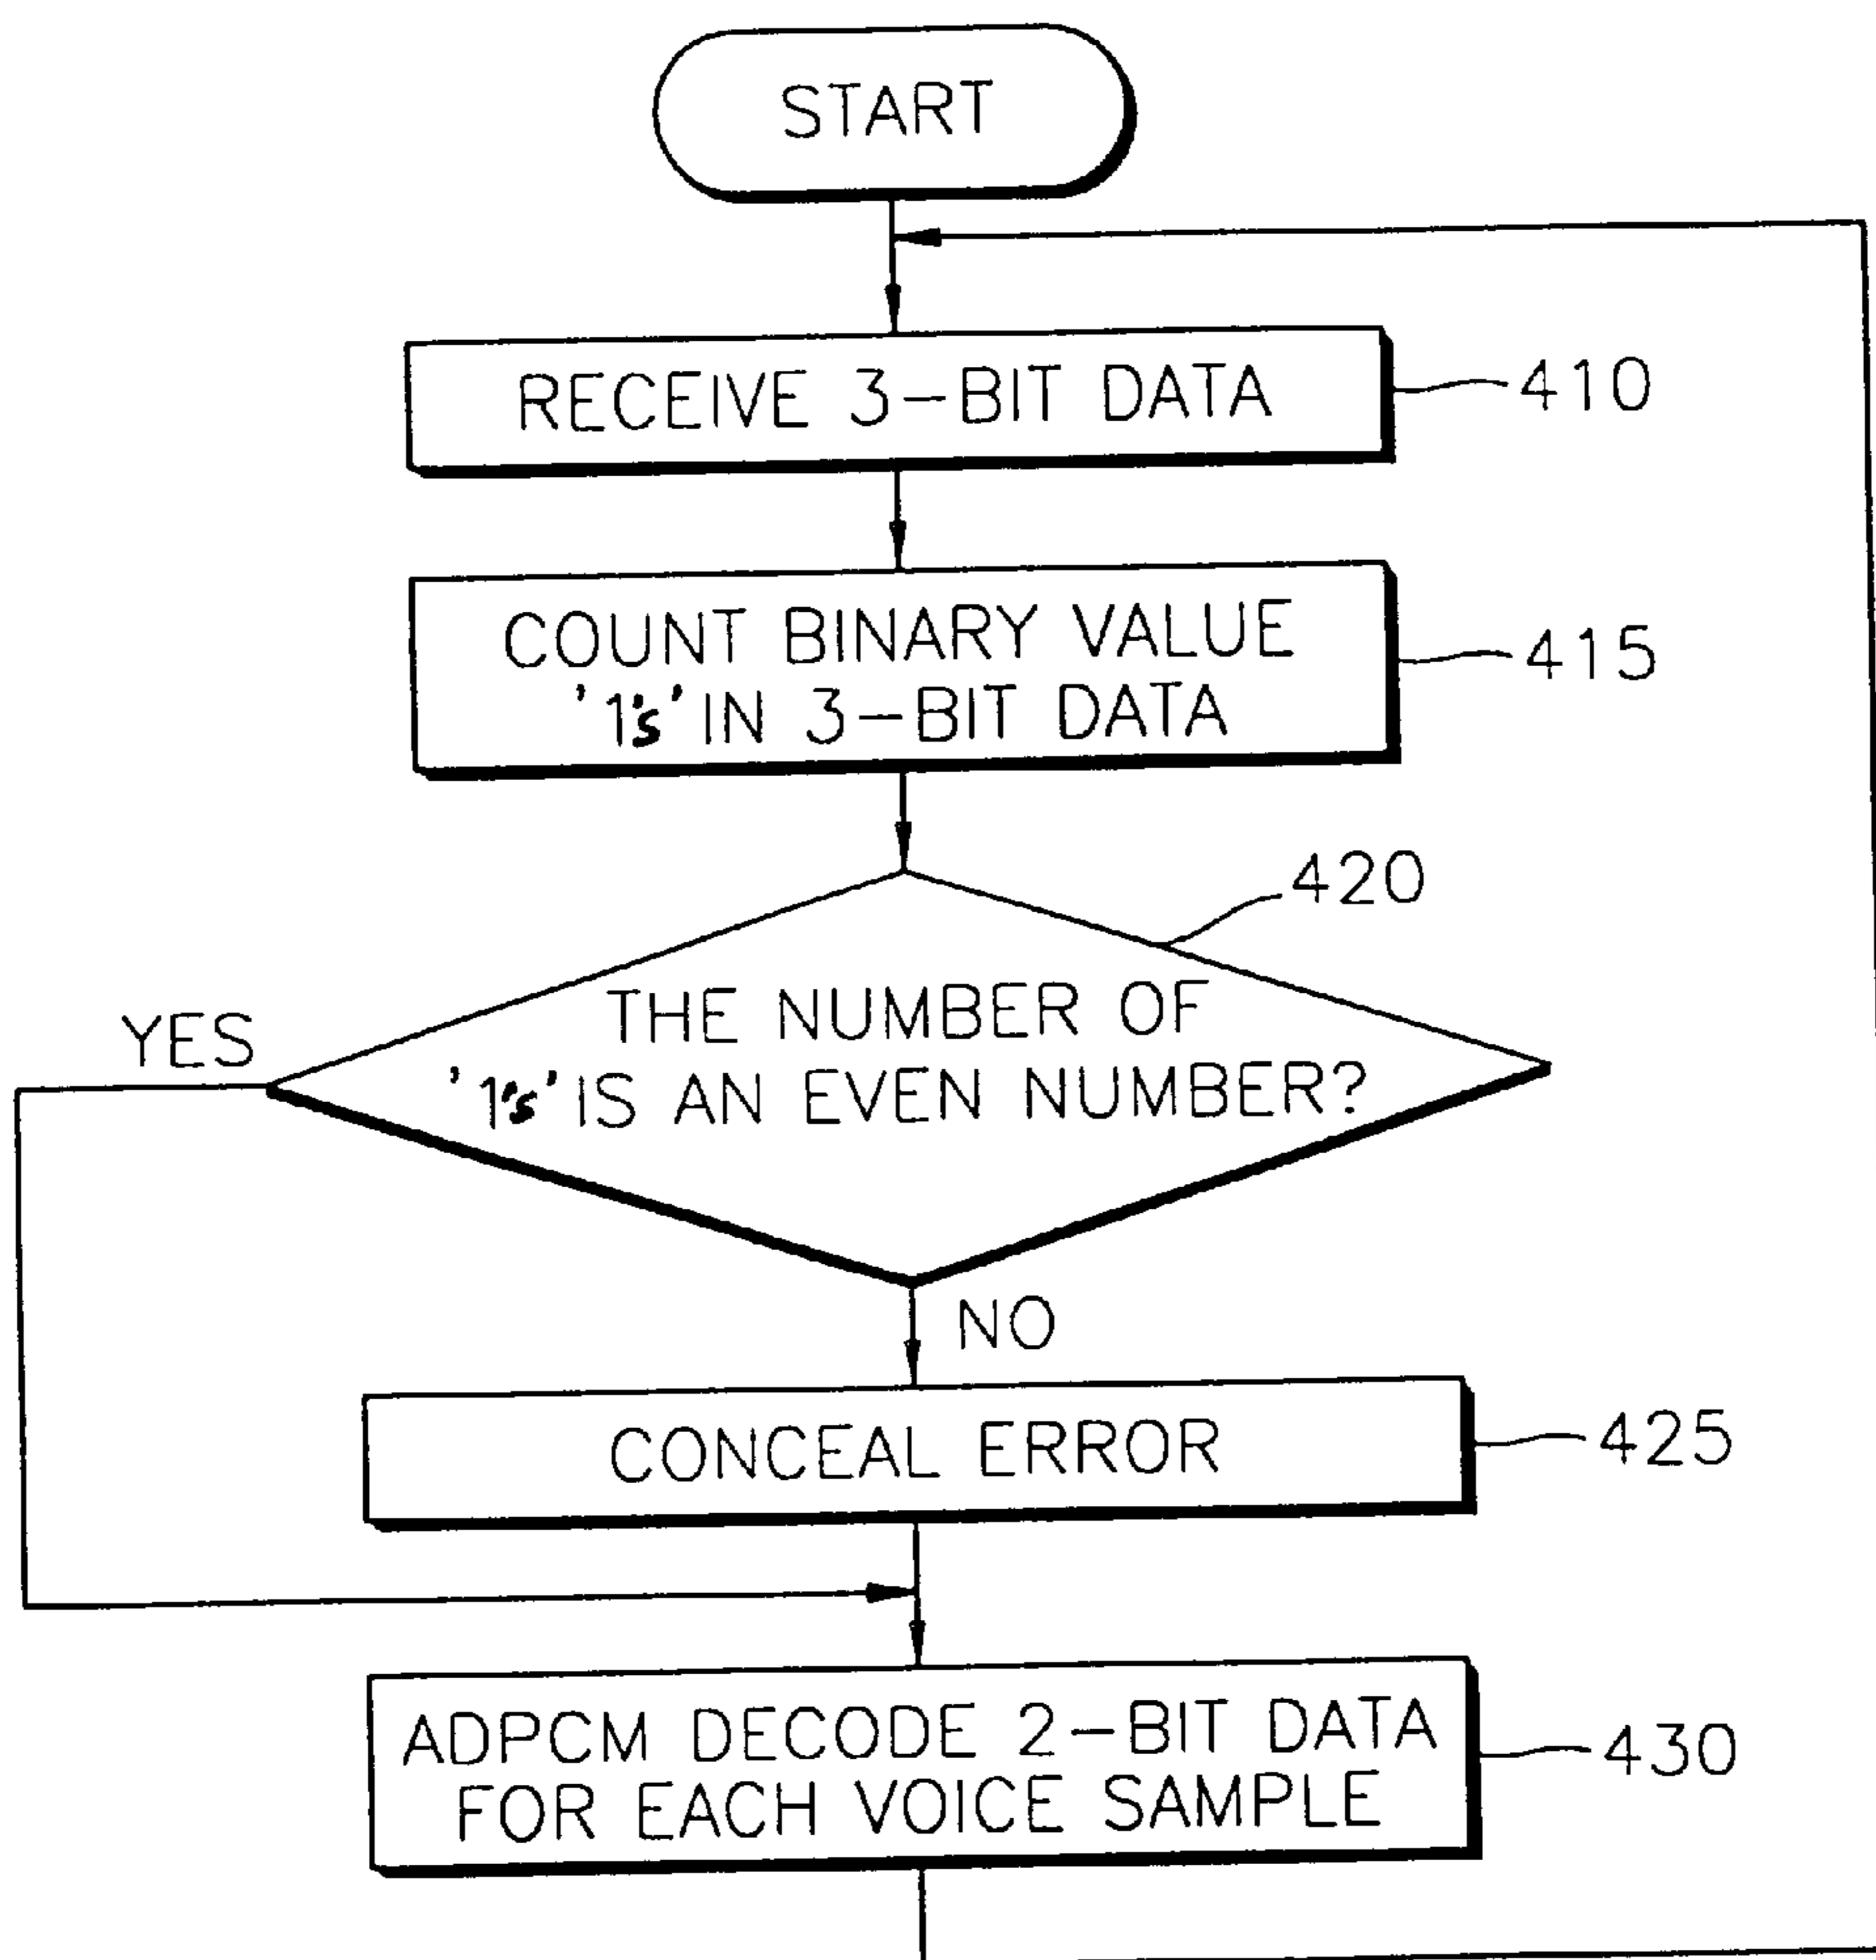 START
RECEIVE 3-BIT DATA
410
COUNT BINARY VALUE
'1's' IN 3-BIT DATA
415
420
THE NUMBER OF
'1's' IS AN EVEN NUMBER?
YES
NO
CONCEAL ERROR
425
ADPCM DECODE 2-BIT DATA
FOR EACH VOICE SAMPLE
430